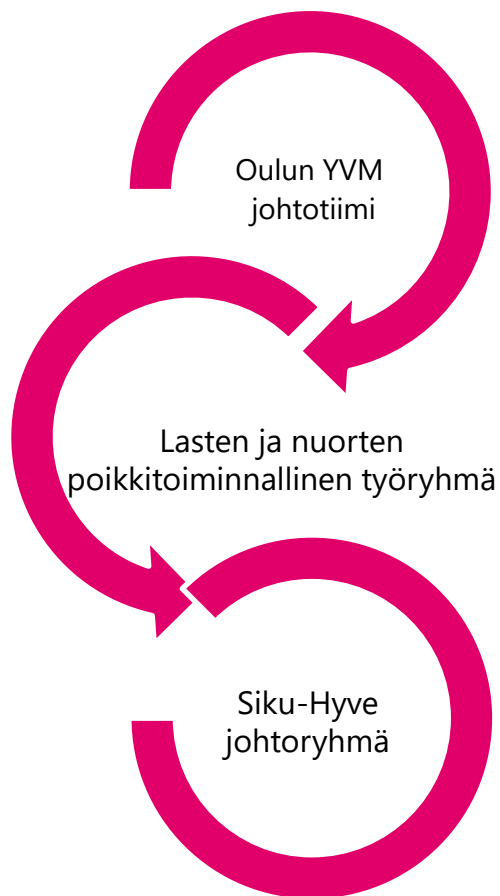 Oulun YVM
johtotiimi
Lasten ja nuorten
poikkitoiminnallinen työryhmä
Siku-Hyve
johtoryhmä